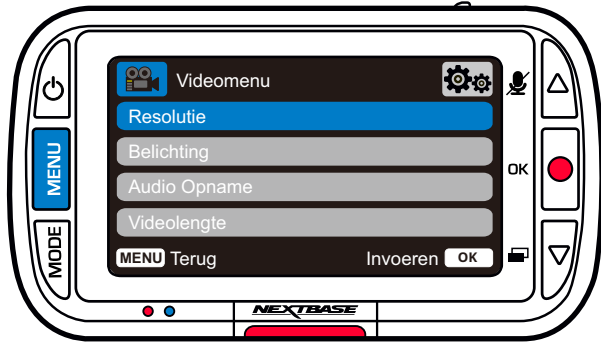 Videomenu
Resolutie
Belichting
Audio Opname
Videolengte
MENU Terug Invoeren OK
MENU
MODE
OK
NEXTBASE